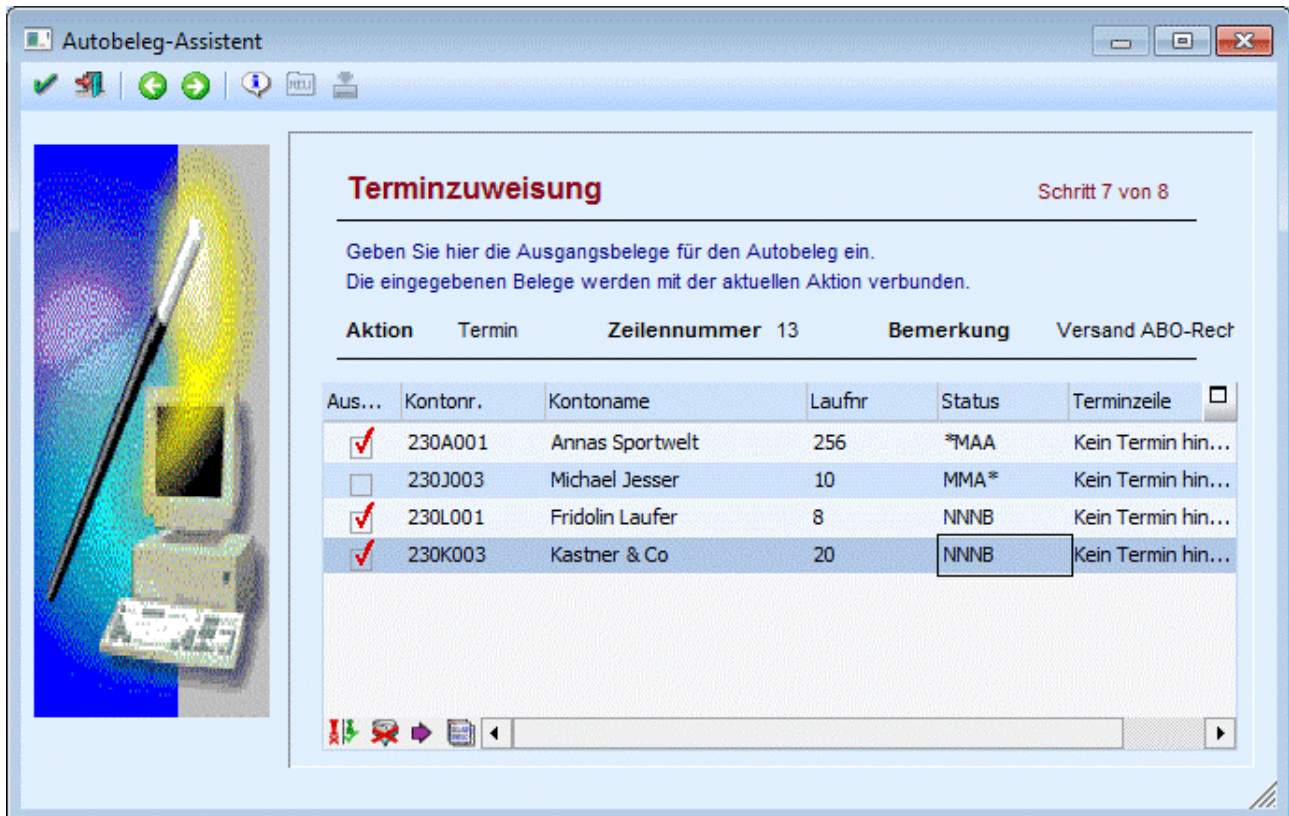 Autobeleg-Assistent
NEU
Terminzuweisung Schritt 7 von 8
Geben Sie hier die Ausgangsbelege für den Autobeleg ein.
Die eingegebenen Belege werden mit der aktuellen Aktion verbunden.
Aktion Termin Zeilennummer 13 Bemerkung Versand ABO-Rech
Aus... Kontonr. Kontoname Laufnr Status Terminzeile
230A001 Annas Sportwelt 256 *MAA Kein Termin hin...
230J003 Michael Jesser 10 MMA* Kein Termin hin...
230L001 Fridolin Laufer 8 NNNB Kein Termin hin...
230K003 Kastner & Co 20 NNNB Kein Termin hin...